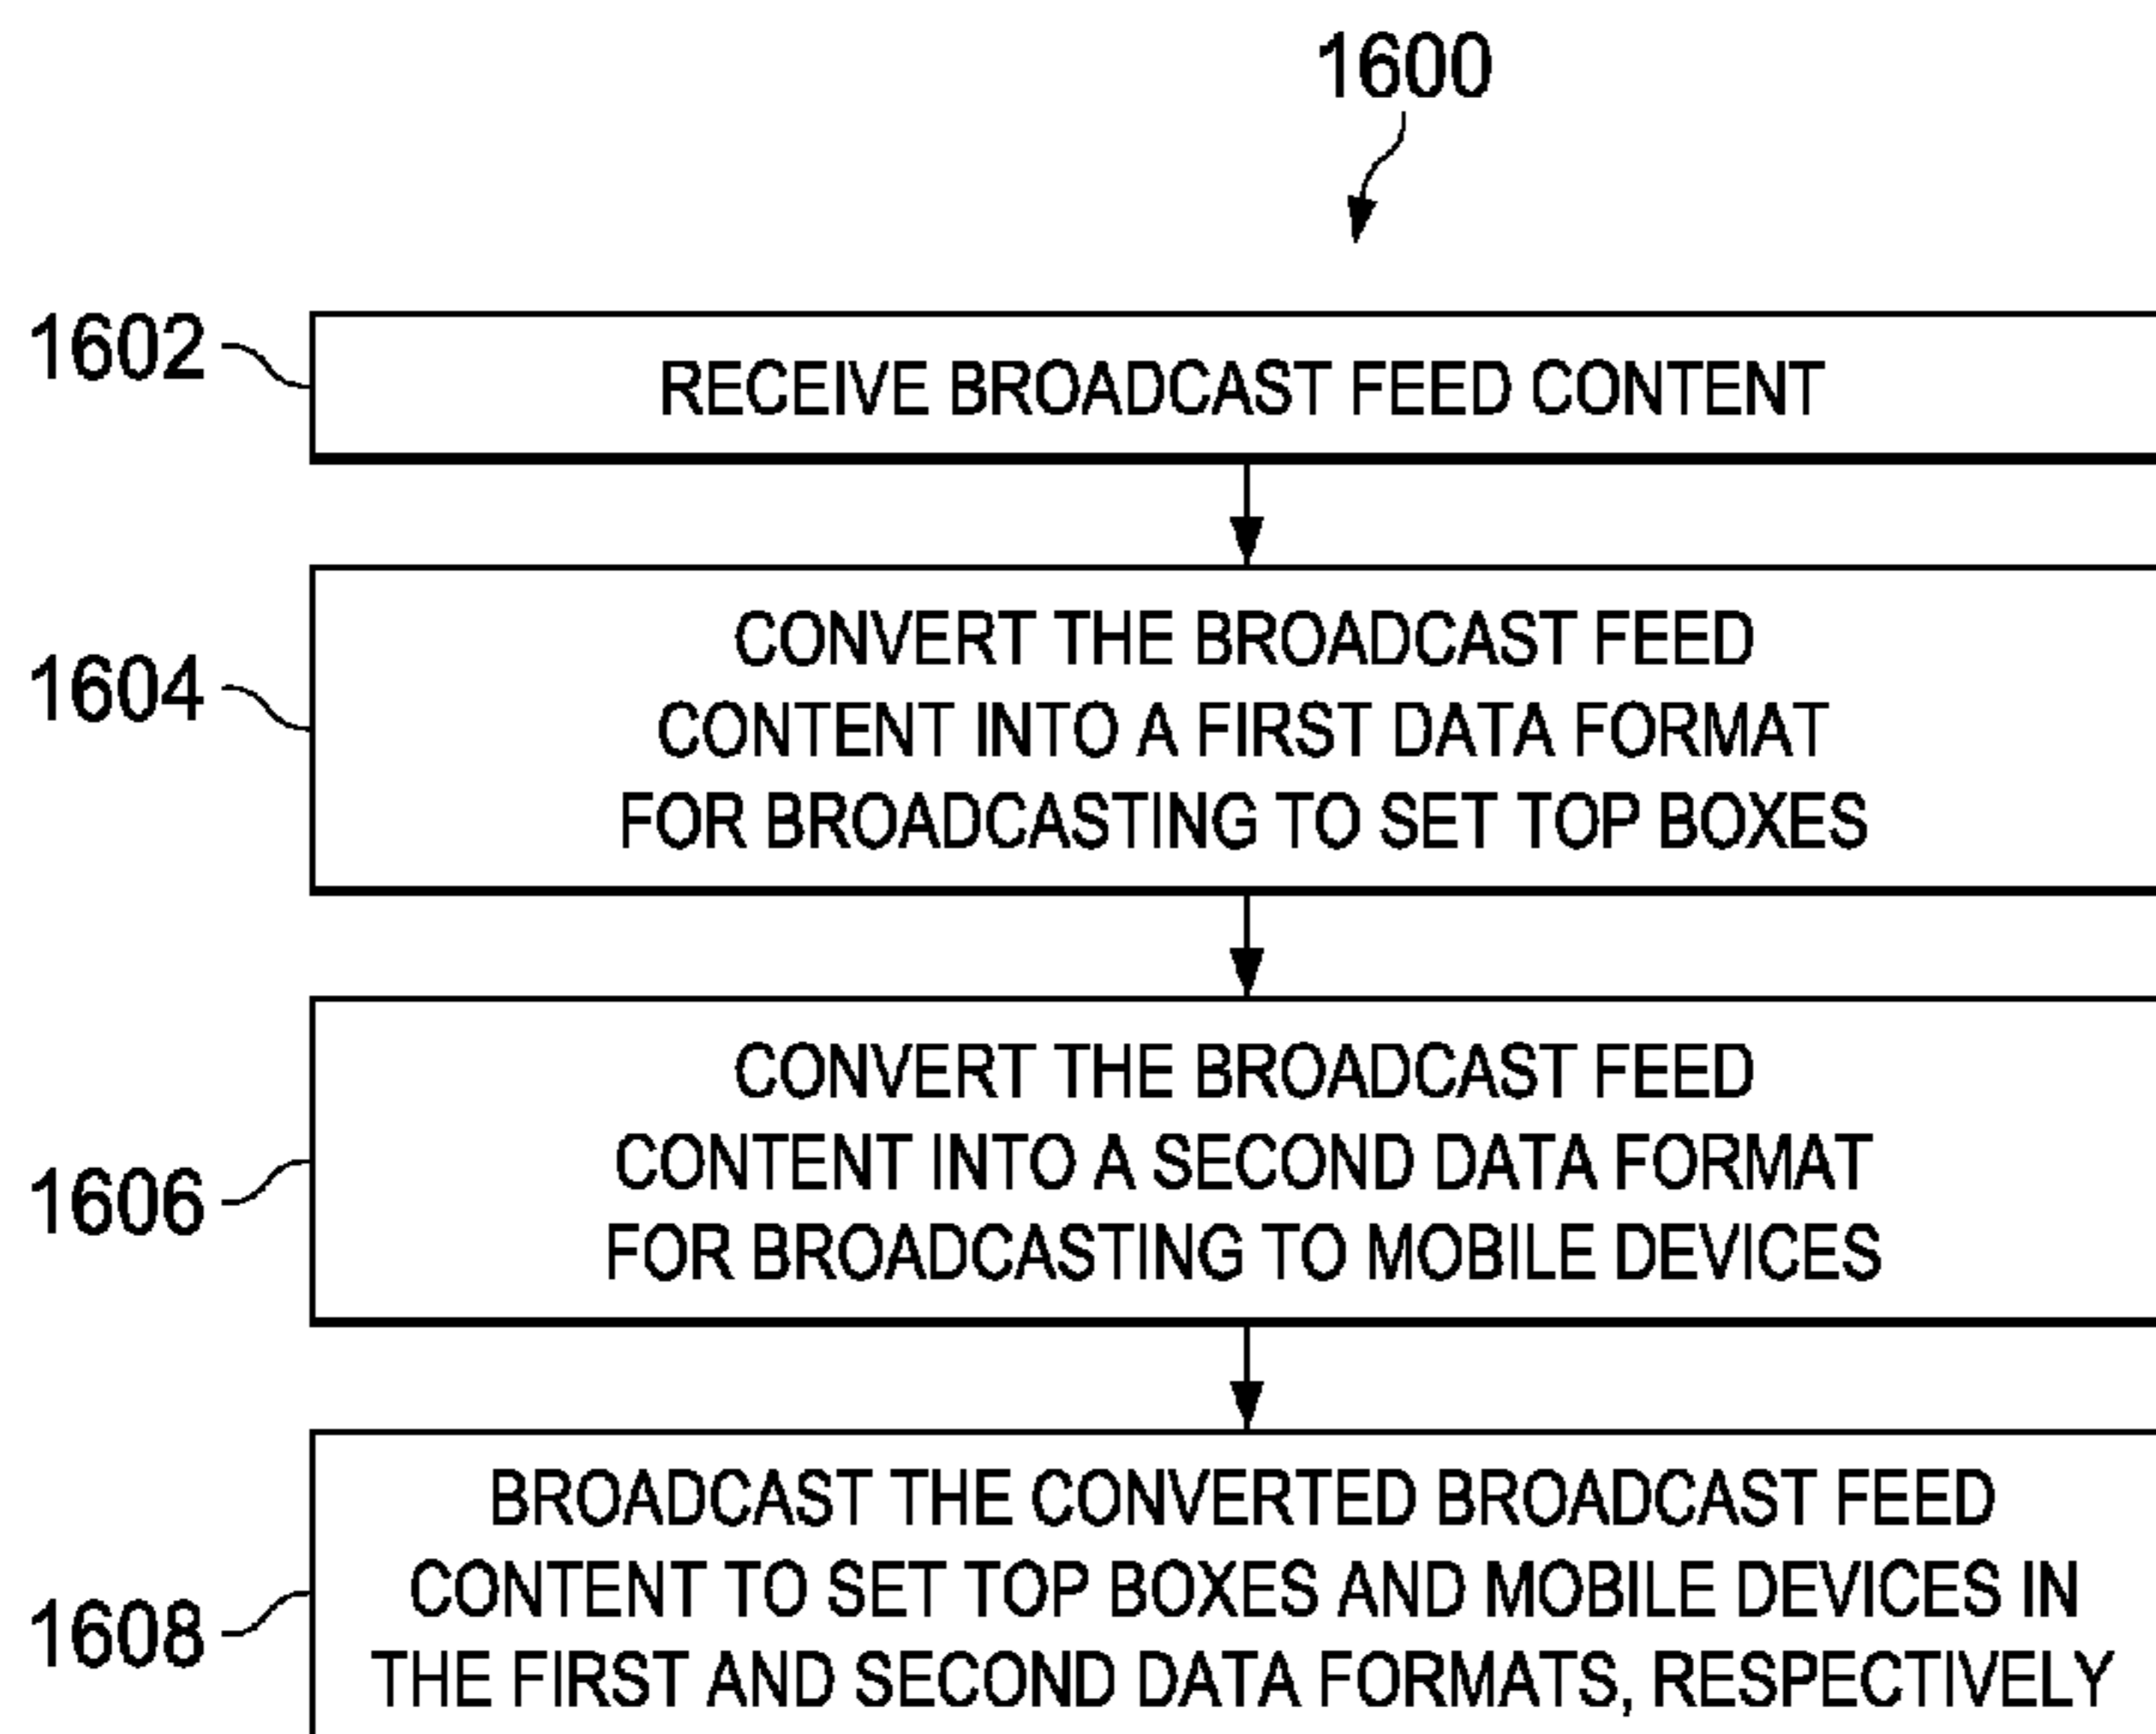 1600
1602
RECEIVE BROADCAST FEED CONTENT
1604
CONVERT THE BROADCAST FEED
CONTENT INTO A FIRST DATA FORMAT
FOR BROADCASTING TO SET TOP BOXES
1606
CONVERT THE BROADCAST FEED
CONTENT INTO A SECOND DATA FORMAT
FOR BROADCASTING TO MOBILE DEVICES
1608
BROADCAST THE CONVERTED BROADCAST FEED
CONTENT TO SET TOP BOXES AND MOBILE DEVICES IN
THE FIRST AND SECOND DATA FORMATS, RESPECTIVELY